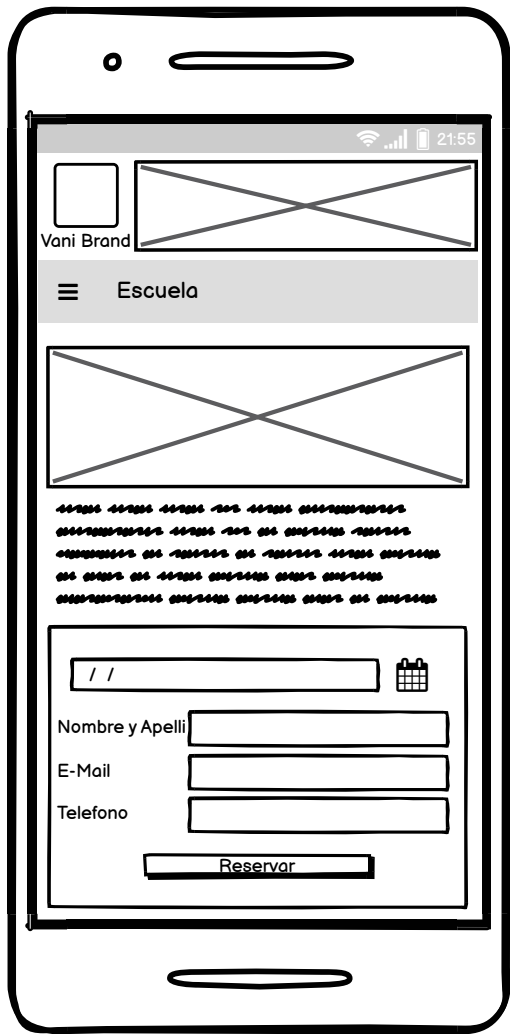 21:55
Vani Brand
Escuela
/ /
Nombre y Apelli
E-Mail
Telefono
Reservar